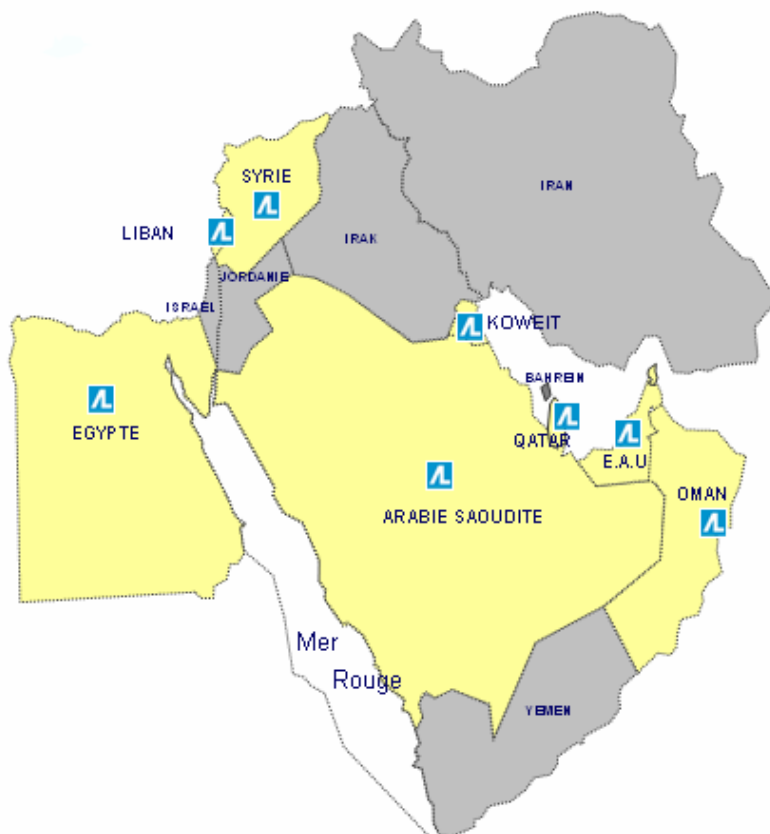 SYRIE
IRAN
LIBAN
IRAK
JORDANIE
ISRAEL
KOWEIT
BAHREIN
EGYPTE
QATAR
E.A.U
OMAN
ARABIE SAOUDITE
Mer
Rouge
YEMEN